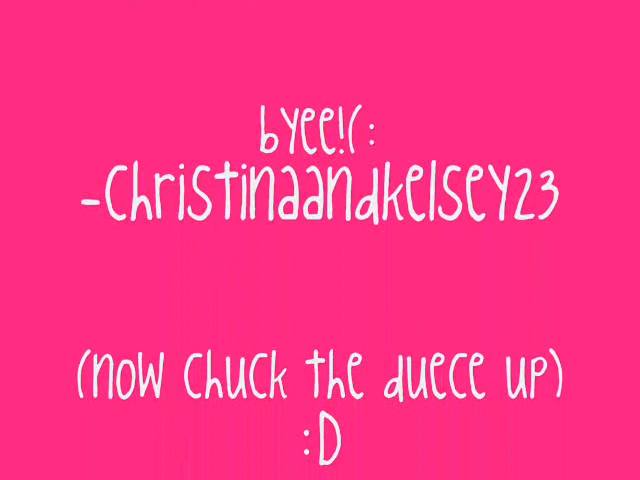 byee!(:
-Christinaandkelsey23
(now chuck the duece up)
:D